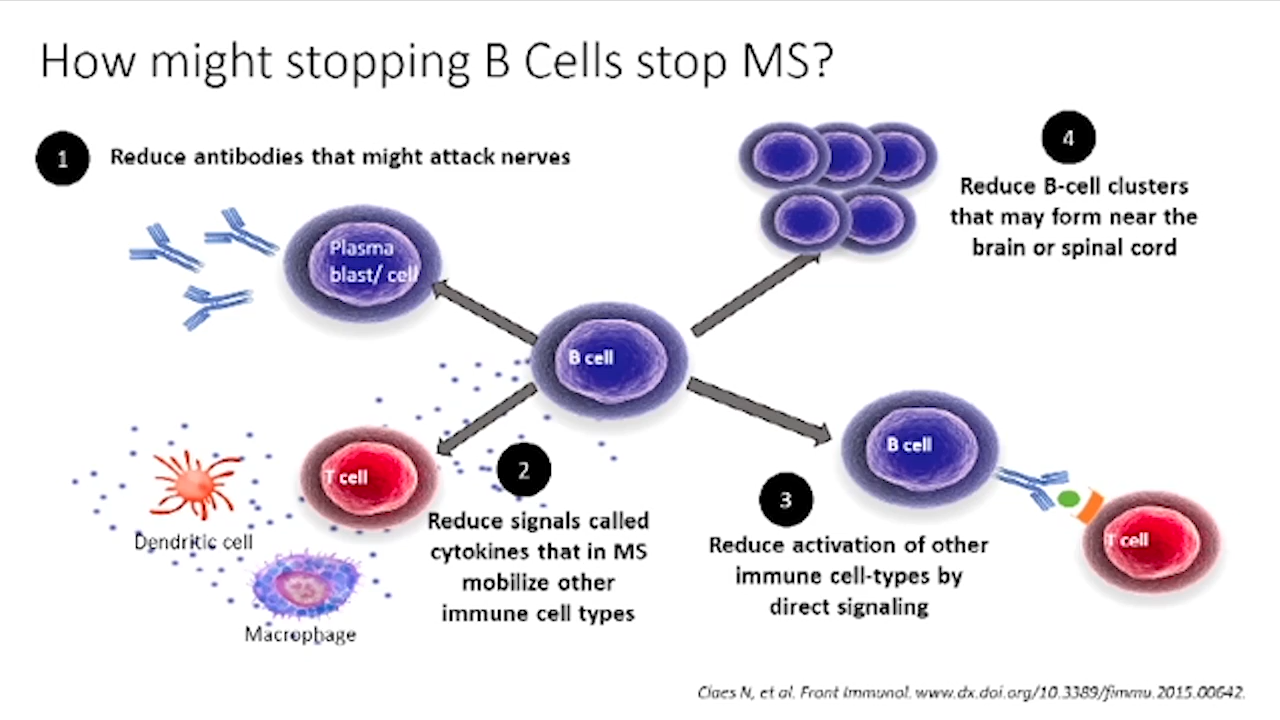 How might stopping B Cells stop MS?
1
Reduce antibodies that might attack nerves
Plasma
blast/ cell
B cell
4
Reduce B-cell clusters
that may form near the
brain or spinal cord
T cell
Dendritic cell
Macrophage
2
Reduce signals called
cytokines that in MS
mobilize other
immune cell types
3
Reduce activation of other
immune cell-types by
direct signaling
B cell
T cell
Claes N, et al. Front Immunol. www.dx.doi.org/10.3389/fimmu.2015.00642.